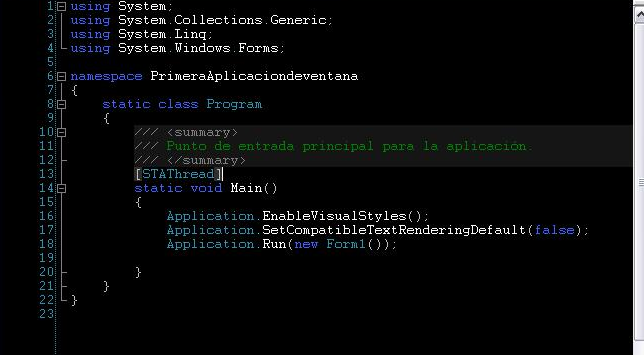 1 using System;
2 using System.Collections.Generic;
3 using System.Linq;
4 using System.Windows.Forms;
5
6 namespace PrimeraAplicaciondeventana
7 {
8     static class Program
9     {
10         /// <summary>
11         /// Punto de entrada principal para la aplicación.
12         /// </summary>
13         [STAThread]
14         static void Main()
15         {
16             Application.EnableVisualStyles();
17             Application.SetCompatibleTextRenderingDefault(false);
18             Application.Run(new Form1());
19
20         }
21     }
22 }
23